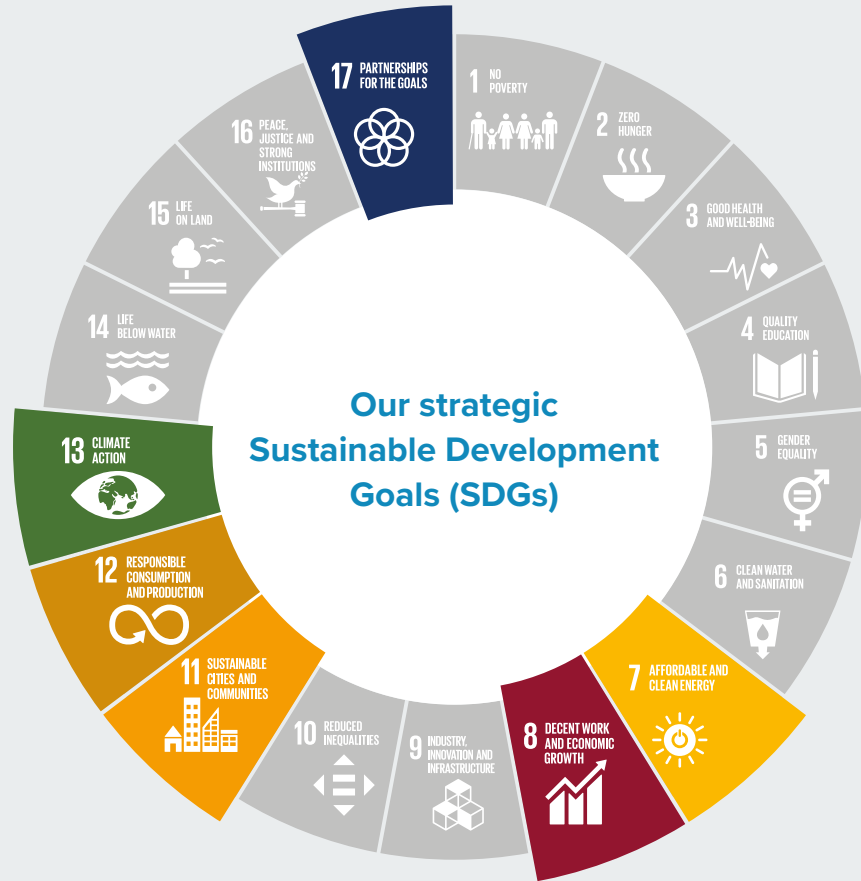 1 NO
POVERTY
2 ZERO
HUNGER
3 GOOD HEALTH
AND WELL-BEING
4 QUALITY
EDUCATION
5 GENDER
EQUALITY
6 CLEAN WATER
AND SANITATION
7 AFFORDABLE AND
CLEAN ENERGY
8 DECENT WORK
AND ECONOMIC
GROWTH
9 INDUSTRY,
INNOVATION AND
INFRASTRUCTURE
10 REDUCED
INEQUALITIES
11 SUSTAINABLE
CITIES AND
COMMUNITIES
12 RESPONSIBLE
CONSUMPTION
AND PRODUCTION
13 CLIMATE
ACTION
14 LIFE
BELOW WATER
15 LIFE
ON LAND
16 PEACE,
JUSTICE AND
STRONG
INSTITUTIONS
17 PARTNERSHIPS
FOR THE GOALS
Our strategic
Sustainable Development
Goals (SDGs)